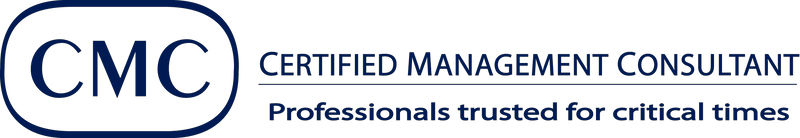 CMC
CERTIFIED MANAGEMENT CONSULTANT
Professionals trusted for critical times